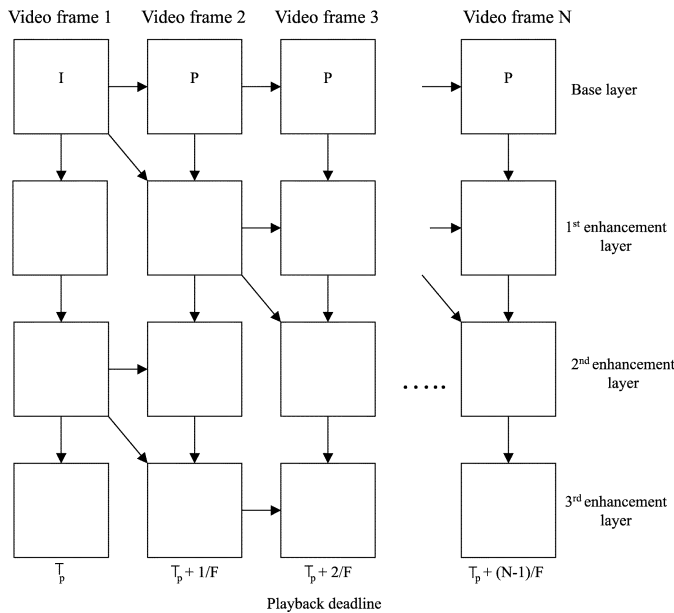 Video frame 1 Video frame 2 Video frame 3 Video frame N
I P P P
Base layer
1st enhancement
layer
2nd enhancement
layer
.....
3rd enhancement
layer
Tp Tp + 1/F Tp + 2/F Tp + (N-1)/F
Playback deadline